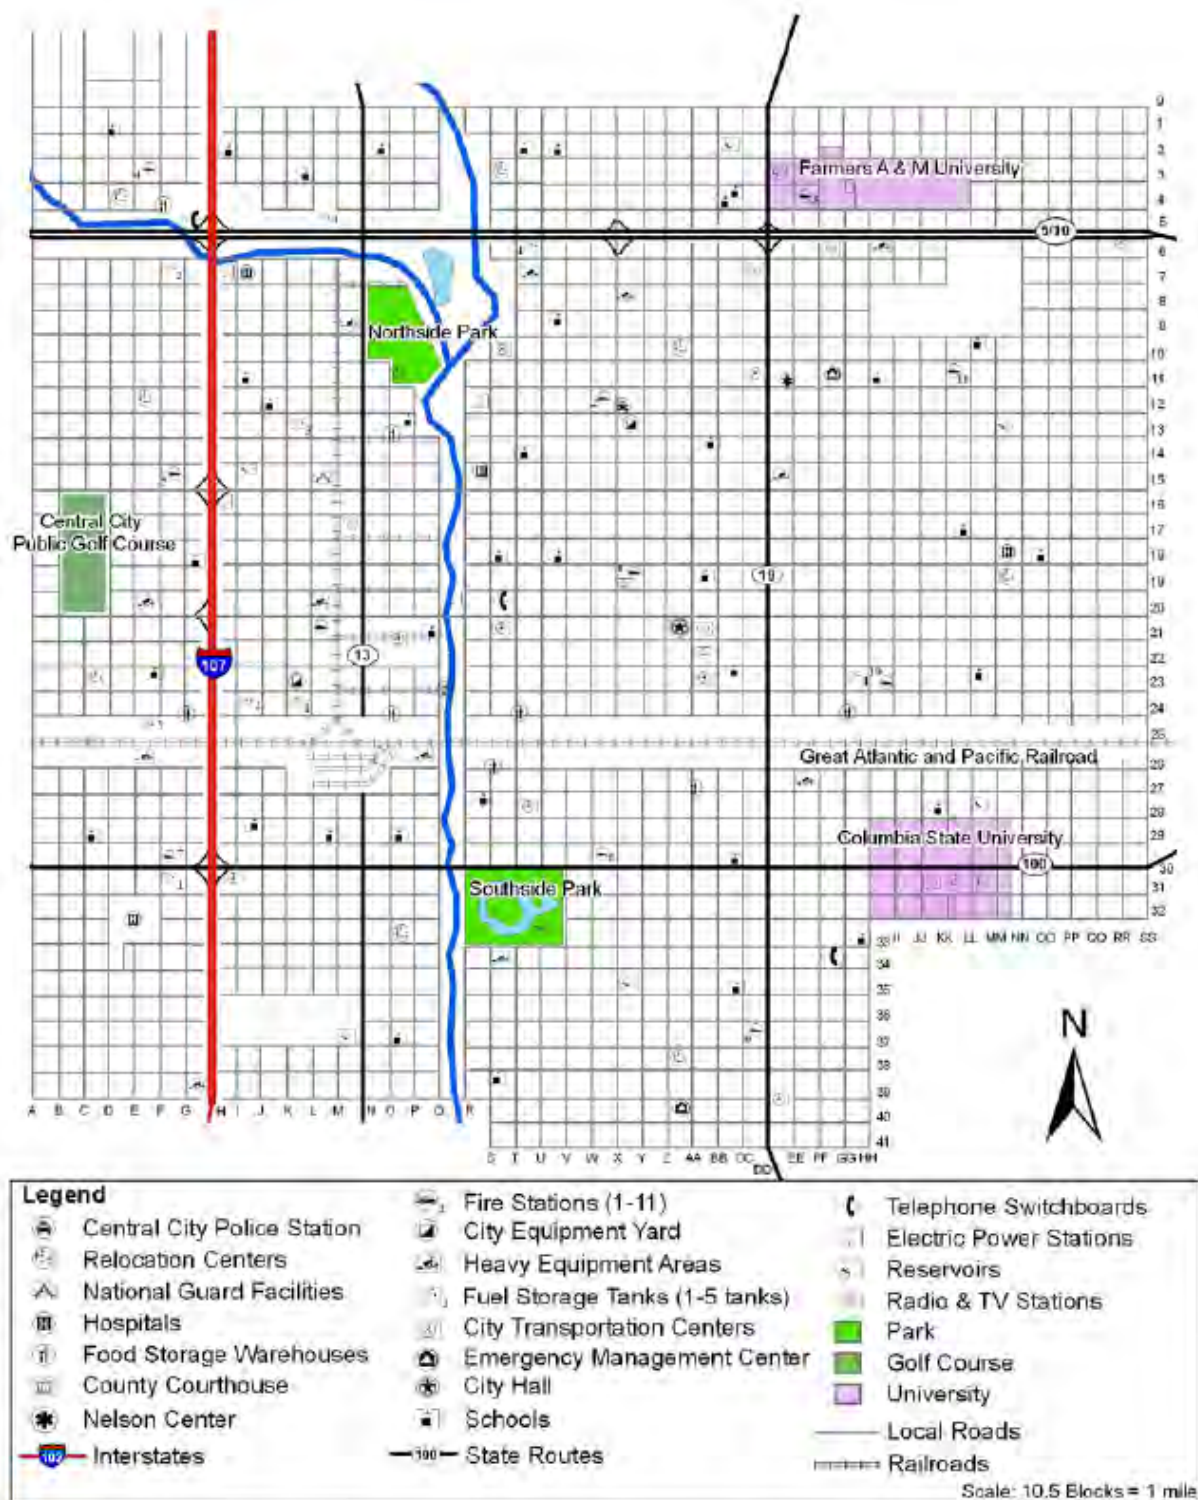 0
1
2
Farmers A & M University
3
4
5
5/10
6
7
8
Northside Park
9
10
11
12
13
14
15
16
Central City
Public Golf Course
17
18
19
19
20
21
13
22
107
23
24
25
Great Atlantic and Pacific Railroad
26
27
28
Columbia State University
29
100
30
Southside Park
31
32
33 II JJ KK LL MM NN OO PP QQ RR SS
34
35
36
N
37
38
39
A B C D E F G H I J K L M N O P Q R
40
41
S T U V W X Y Z AA BB CC DD EE FF GG HH
Legend
Central City Police Station
Relocation Centers
National Guard Facilities
Hospitals
Food Storage Warehouses
County Courthouse
Nelson Center
Interstates
Fire Stations (1-11)
City Equipment Yard
Heavy Equipment Areas
Fuel Storage Tanks (1-5 tanks)
City Transportation Centers
Emergency Management Center
City Hall
Schools
100 State Routes
Telephone Switchboards
Electric Power Stations
Reservoirs
Radio & TV Stations
Park
Golf Course
University
Local Roads
Railroads
Scale: 10.5 Blocks = 1 mile